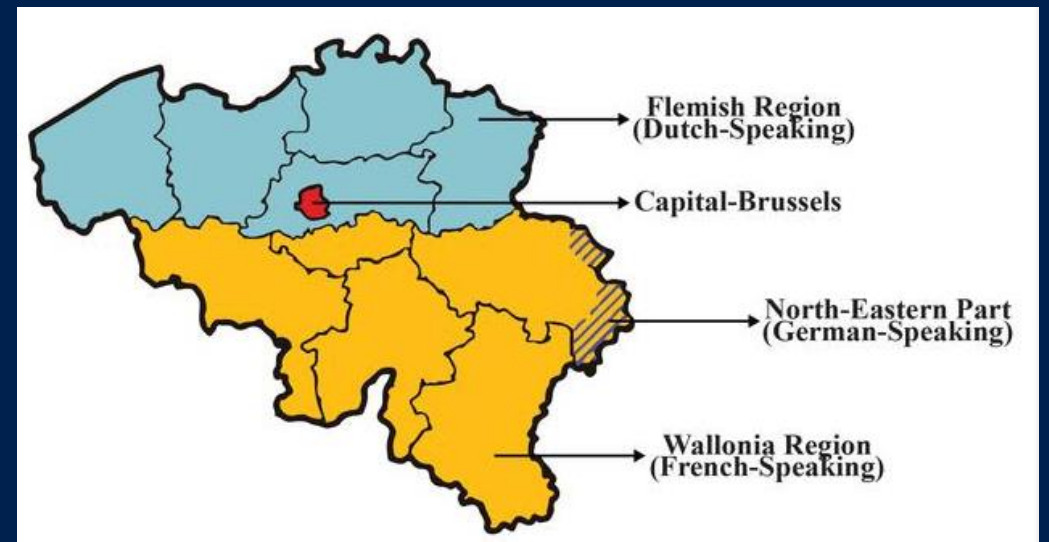 Flemish Region
(Dutch-Speaking)
Capital-Brussels
North-Eastern Part
(German-Speaking)
Wallonia Region
(French-Speaking)